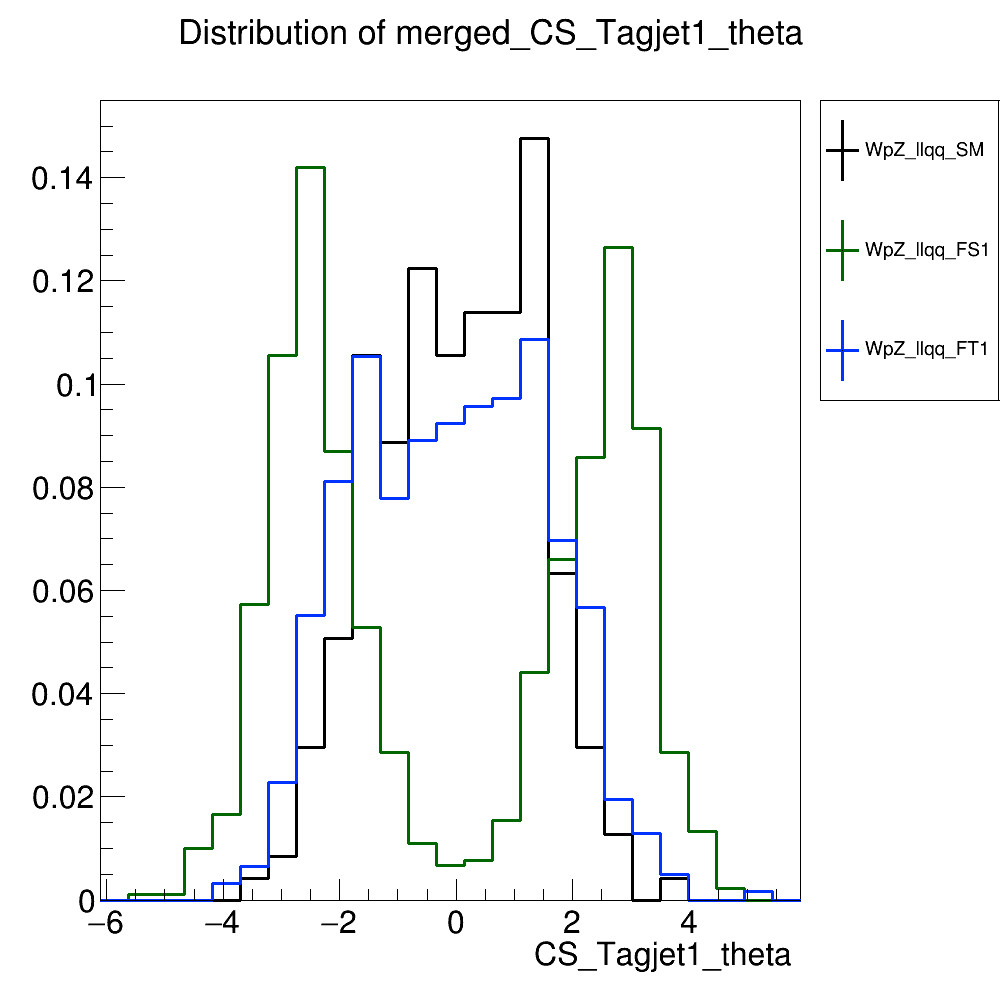 Distribution of merged_CS_Tagjet1_theta
WpZ_llqq_SM
WpZ_llqq_FS1
WpZ_llqq_FT1
0.14
0.12
0.1
0.08
0.06
0.04
0.02
0
−6 −4 −2 0 2 4
CS_Tagjet1_theta